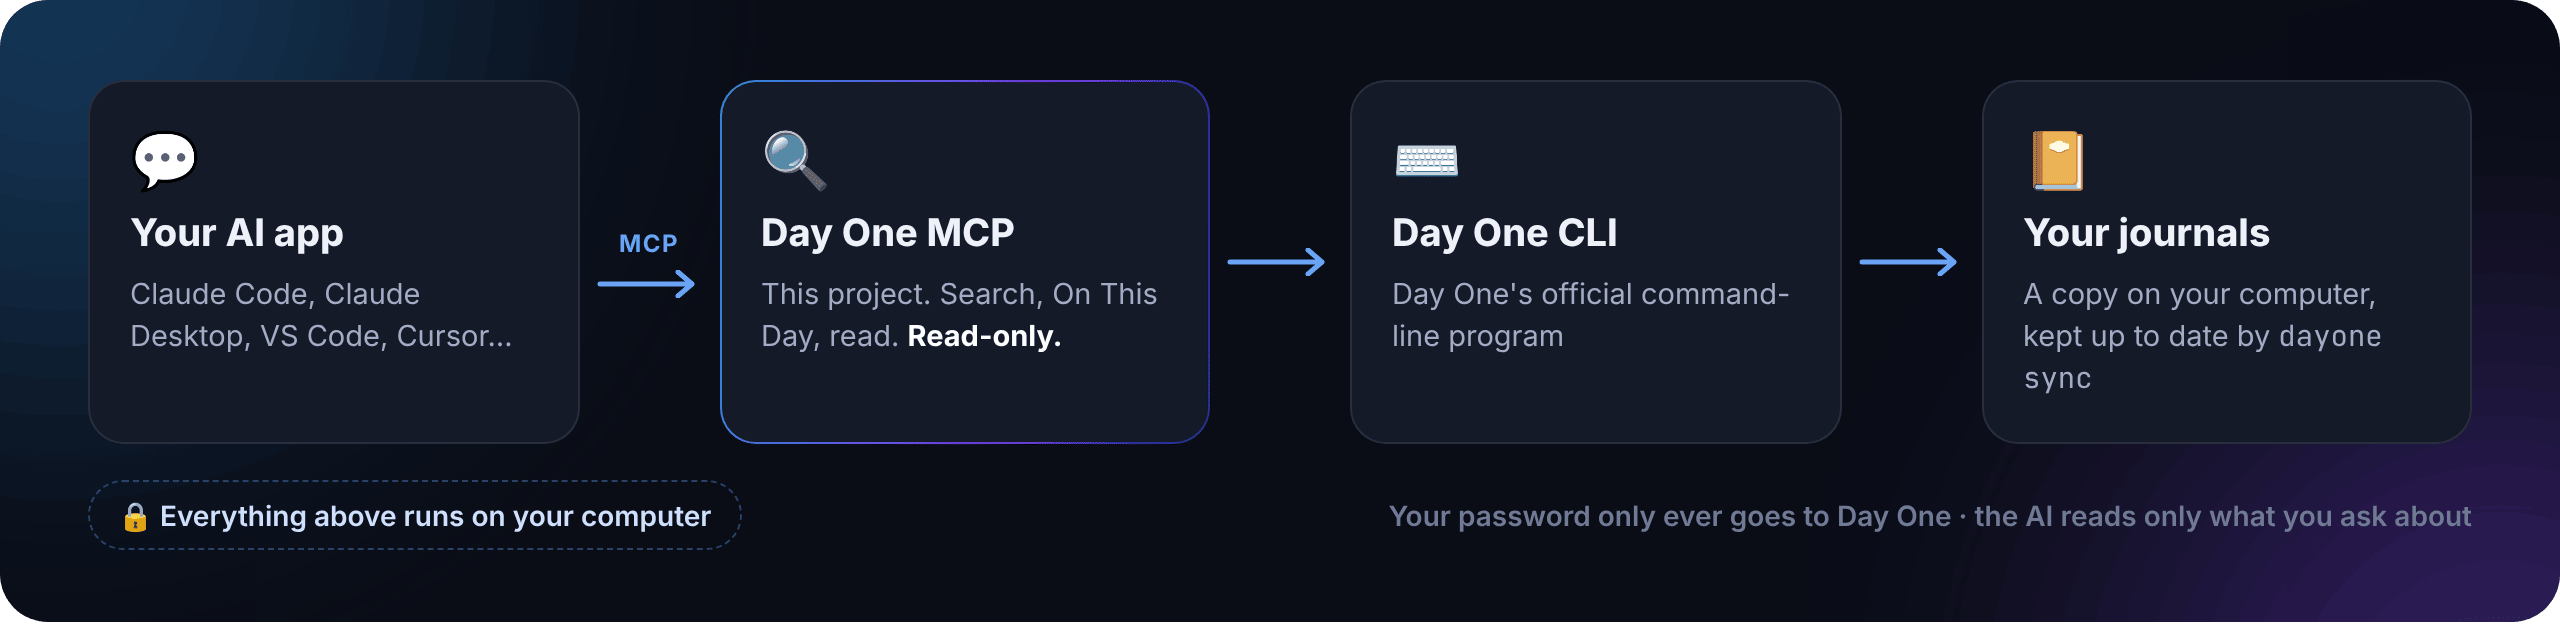 Your AI app
Claude Code, Claude
Desktop, VS Code, Cursor...
MCP
Day One MCP
This project. Search, On This
Day, read. Read-only.
Day One CLI
Day One's official command-
line program
Your journals
A copy on your computer,
kept up to date by dayone
sync
Everything above runs on your computer
Your password only ever goes to Day One · the AI reads only what you ask about